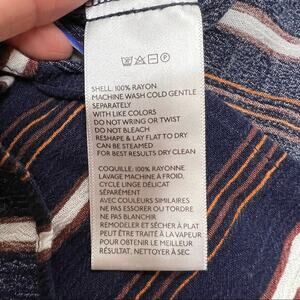 SHELL: 100% RAYON
MACHINE WASH COLD GENTLE
SEPARATELY
WITH LIKE COLORS
DO NOT WRING OR TWIST
DO NOT BLEACH
RESHAPE & LAY FLAT TO DRY
CAN BE STEAMED
FOR BEST RESULTS DRY CLEAN
COQUILLE: 100% RAYONNE
LAVAGE MACHINE A FROID,
CYCLE LINGE DÉLICAT
SÉPARÉMENT
AVEC COULEURS SIMILAIRES
NE PAS ESSORER OU TORDRE
NE PAS BLANCHIR
REMODELER ET SÉCHER À PLAT
PEUT ÊTRE TRAITÉ À LA VAPEUR
POUR OBTENIR LE MEILLEUR
RÉSULTAT, NETTOYER À SEC